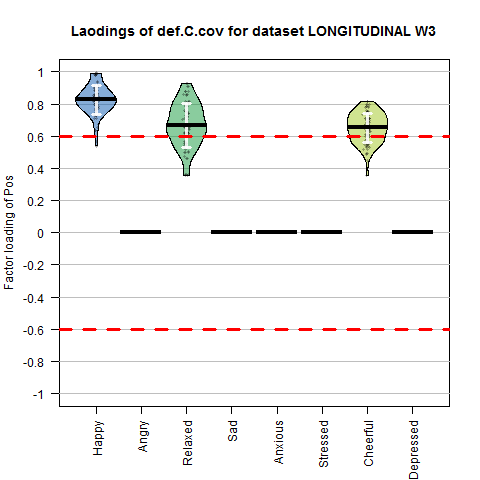 Laodings of def.C.cov for dataset LONGITUDINAL W3
Factor loading of Pos
1
0.8
0.6
0.4
0.2
0
-0.2
-0.4
-0.6
-0.8
-1
Happy
Angry
Relaxed
Sad
Anxious
Stressed
Cheerful
Depressed